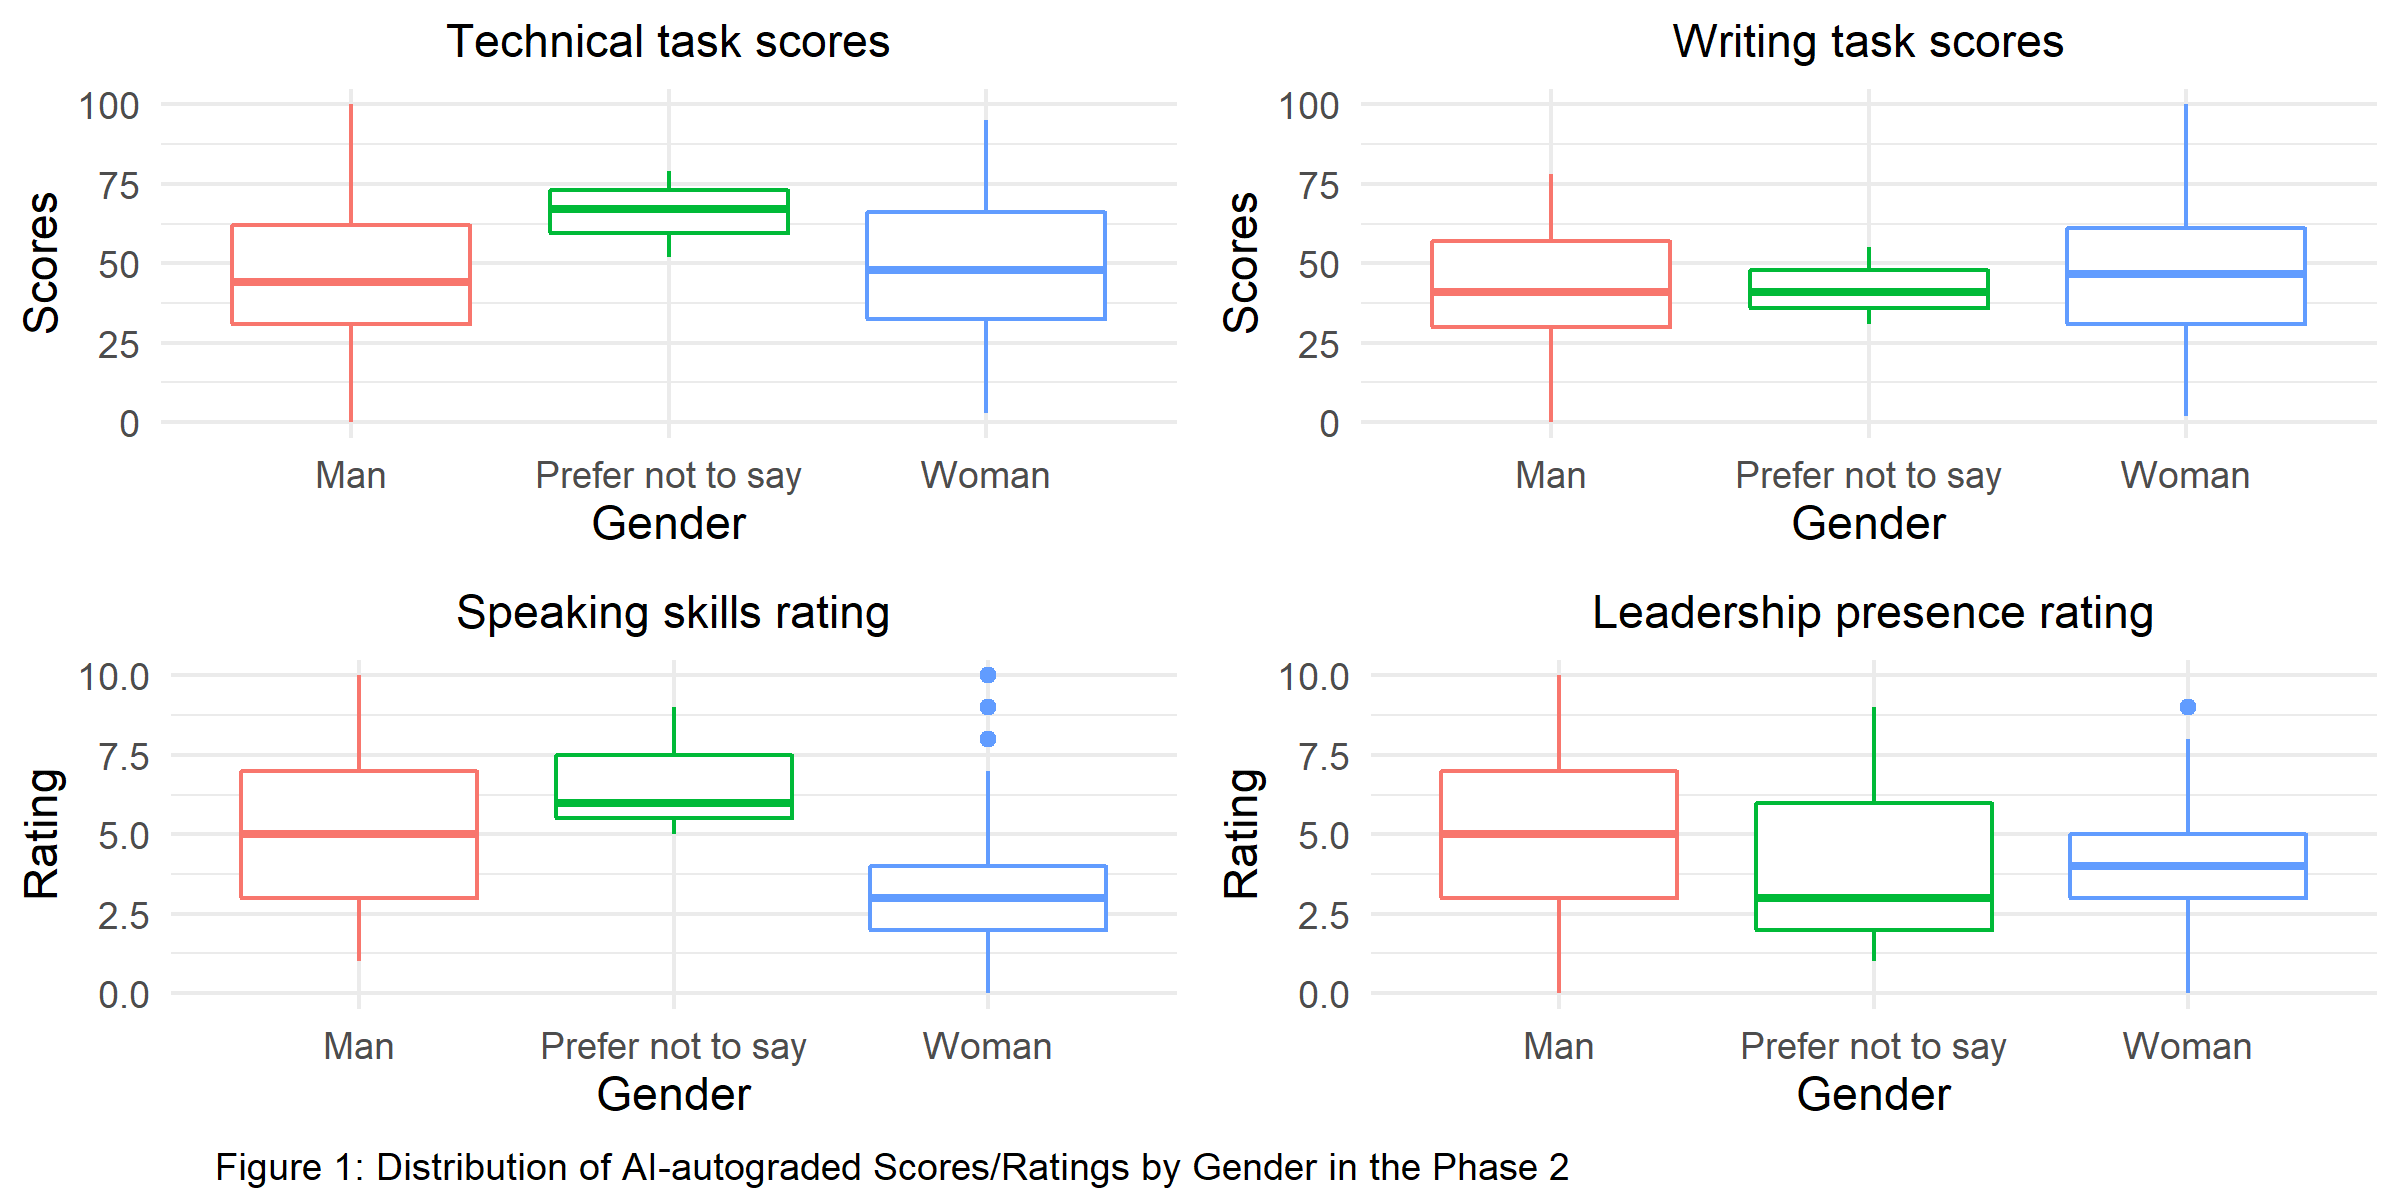 Technical task scores
Scores
100
75
50
25
0
Man Prefer not to say Woman
Gender
Writing task scores
Scores
100
75
50
25
0
Man Prefer not to say Woman
Gender
Speaking skills rating
Rating
10.0
7.5
5.0
2.5
0.0
Man Prefer not to say Woman
Gender
Leadership presence rating
Rating
10.0
7.5
5.0
2.5
0.0
Man Prefer not to say Woman
Gender
Figure 1: Distribution of AI-autograded Scores/Ratings by Gender in the Phase 2